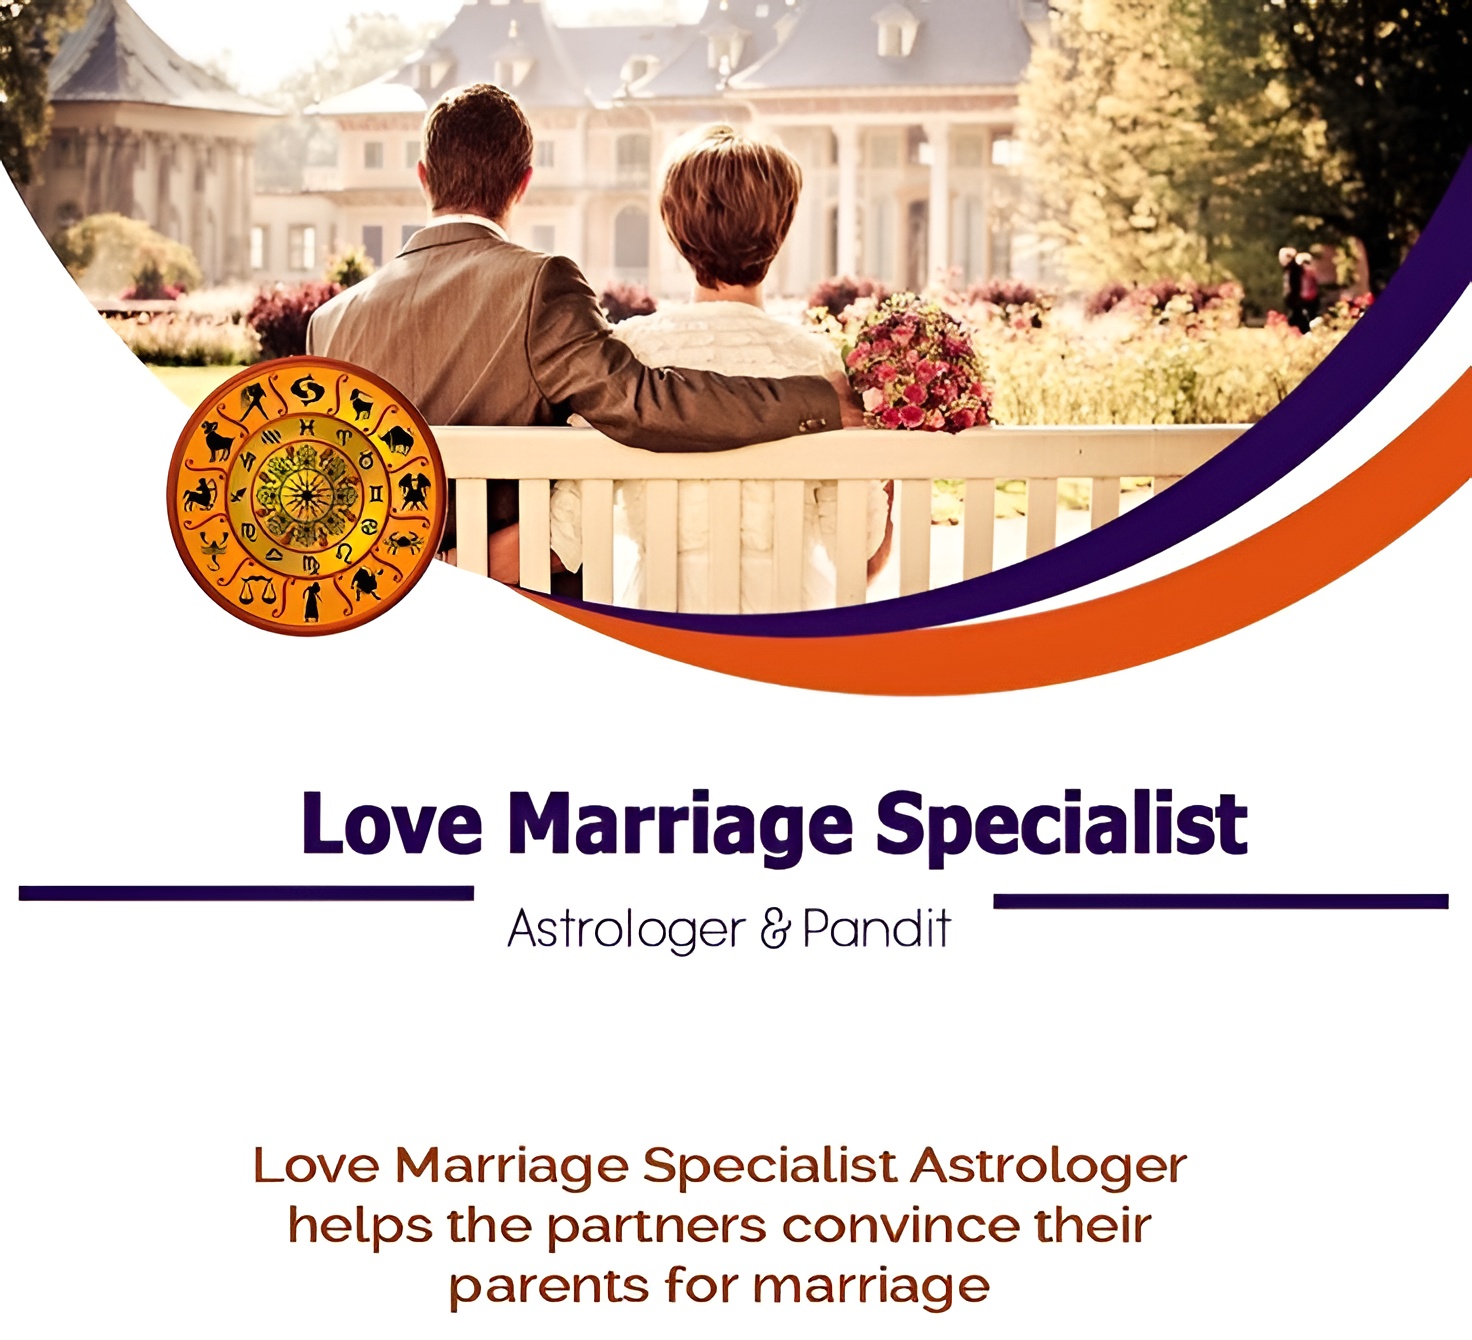 Love Marriage Specialist
Astrologer & Pandit
Love Marriage Specialist Astrologer
helps the partners convince their
parents for marriage